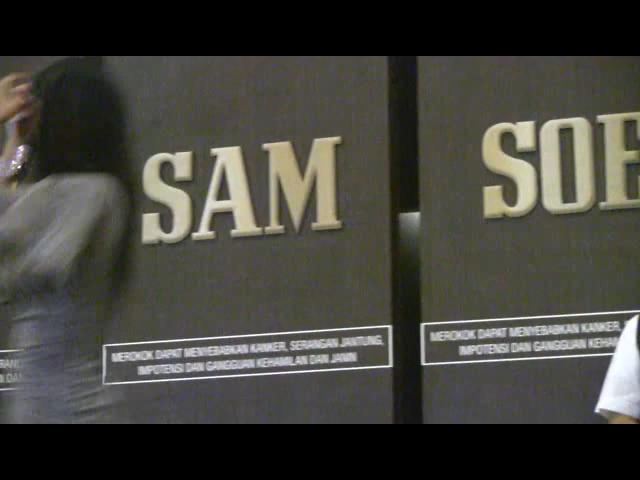 SAM
MEROKOK DAPAT MENYEBABKAN KANKER, SERANGAN JANTUNG,
IMPOTENSI DAN GANGGUAN KEHAMILAN DAN JANIN
SOE
MEROKOK DAPAT MENYEBABKAN KANKER,
IMPOTENSI DAN GANGGUAN